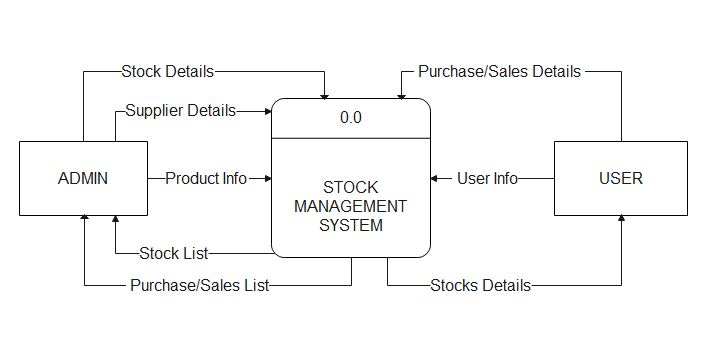 Stock Details
Purchase/Sales Details
Supplier Details
0.0
ADMIN
Product Info
STOCK
MANAGEMENT
SYSTEM
User Info
USER
Stock List
Purchase/Sales List
Stocks Details